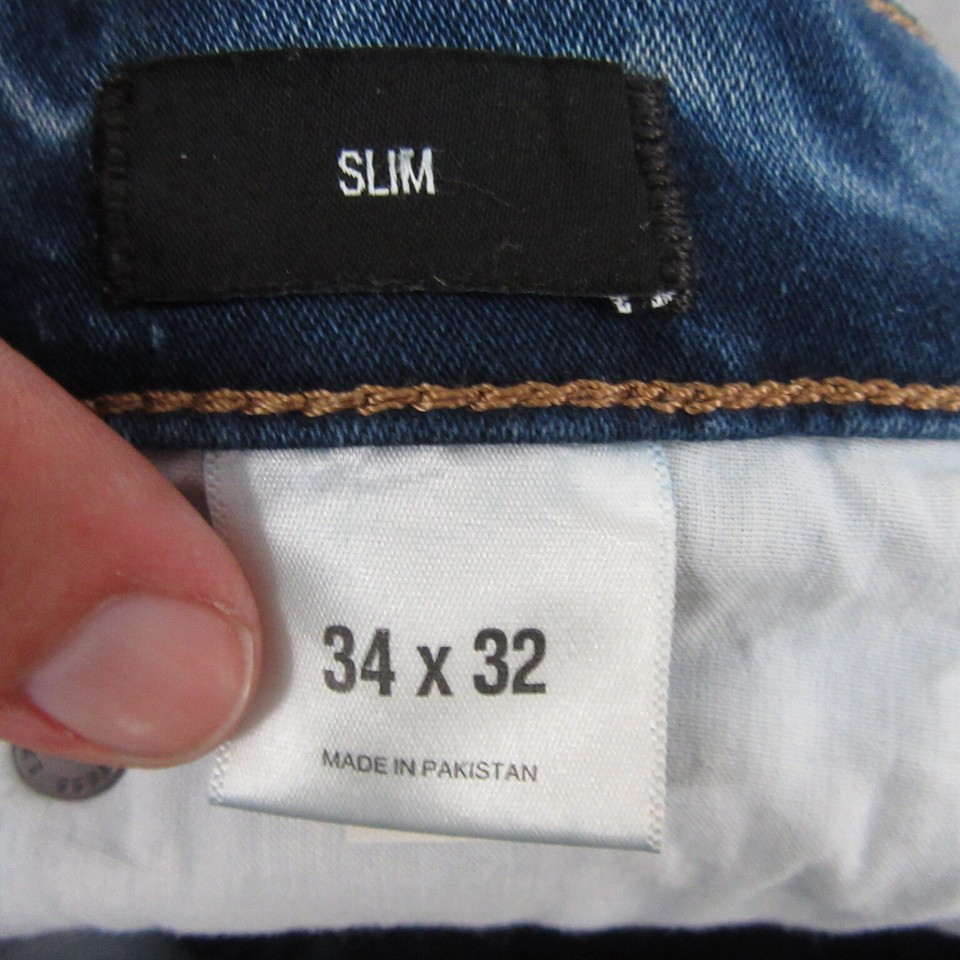 SLIM
34 x 32
MADE IN PAKISTAN